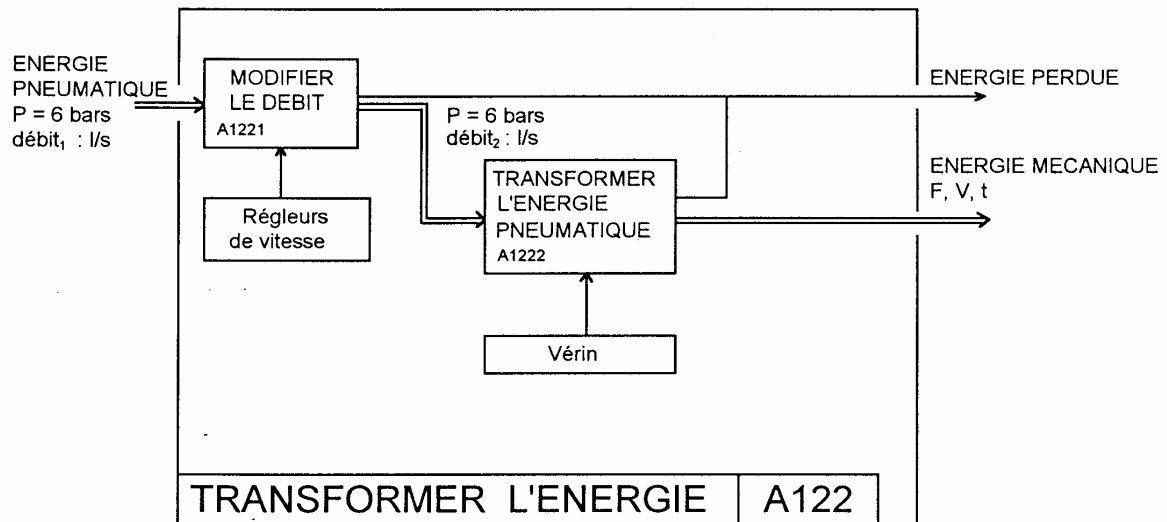 ENERGIE
PNEUMATIQUE
P = 6 bars
débit₁ : l/s
MODIFIER
LE DEBIT
A1221
Régleurs
de vitesse
P = 6 bars
débit₂ : l/s
TRANSFORMER
L'ENERGIE
PNEUMATIQUE
A1222
Vérin
ENERGIE PERDUE
ENERGIE MECANIQUE
F, V, t
TRANSFORMER L'ENERGIE
A122